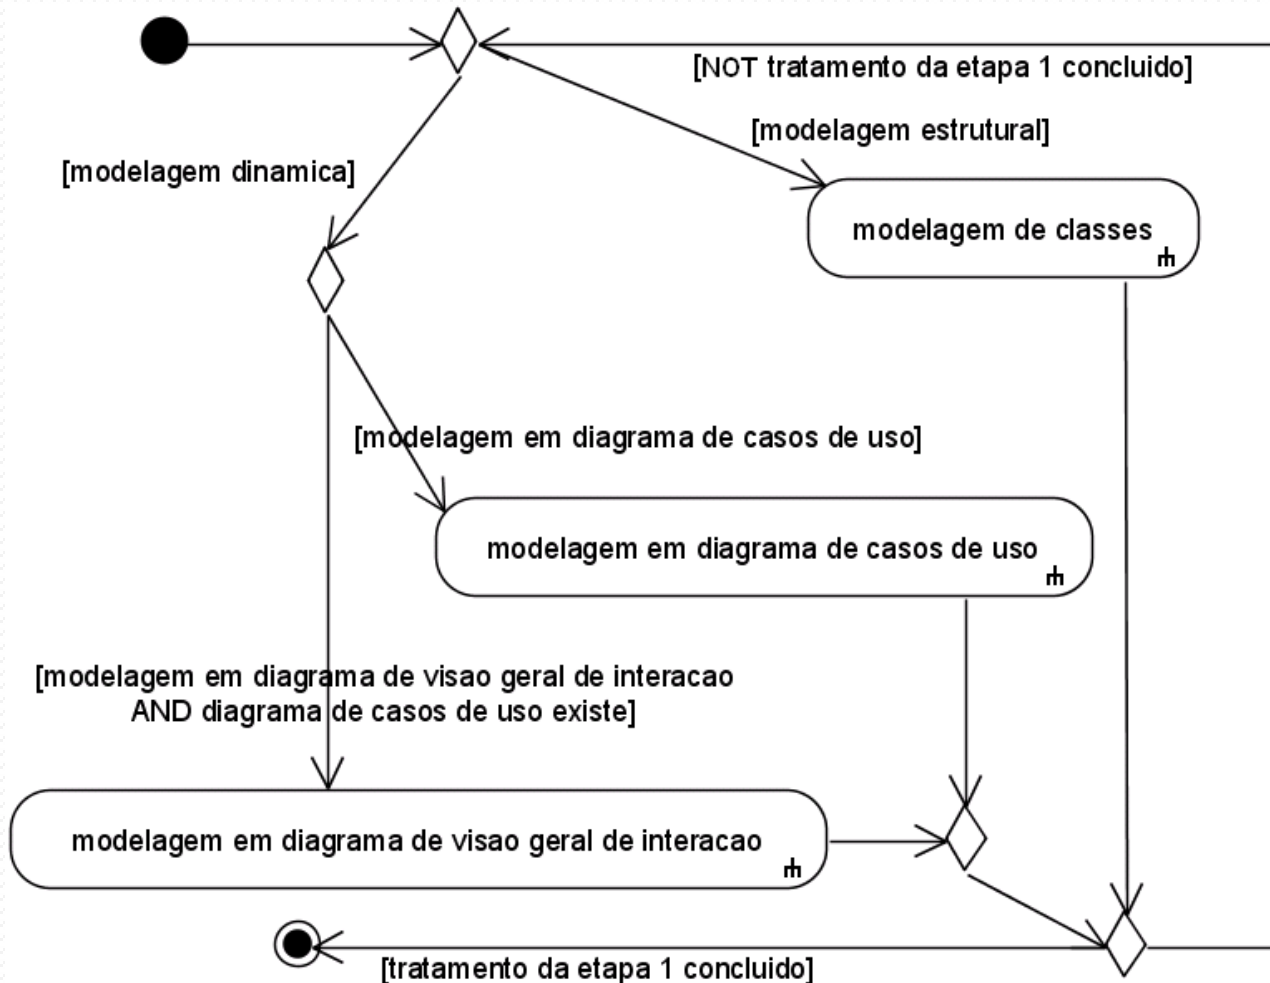 [NOT tratamento da etapa 1 concluido]
[modelagem estrutural]
[modelagem dinamica]
modelagem de classes
[modelagem em diagrama de casos de uso]
modelagem em diagrama de casos de uso
[modelagem em diagrama de visao geral de interacao
AND diagrama de casos de uso existe]
modelagem em diagrama de visao geral de interacao
[tratamento da etapa 1 concluido]